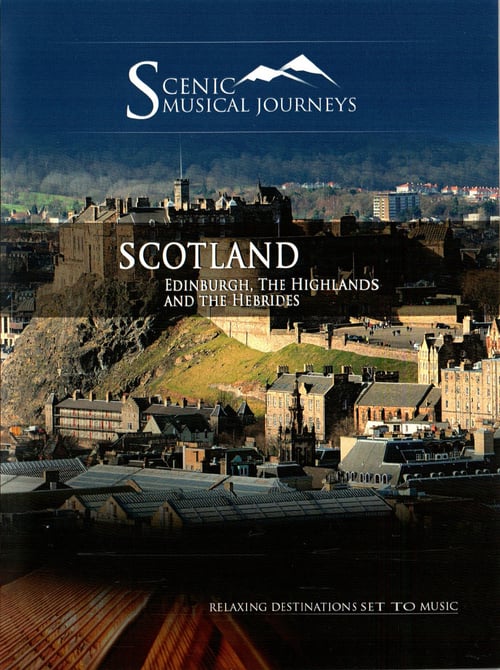 SCENIC
MUSICAL JOURNEYS
SCOTLAND
EDINBURGH, THE HIGHLANDS
AND THE HEBRIDES
RELAXING DESTINATIONS SET TO MUSIC